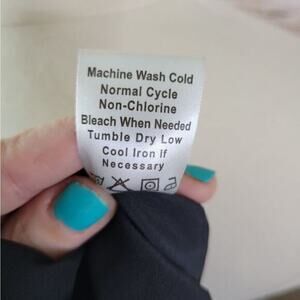 Machine Wash Cold
Normal Cycle
Non-Chlorine
Bleach When Needed
Tumble Dry Low
Cool Iron If
Necessary